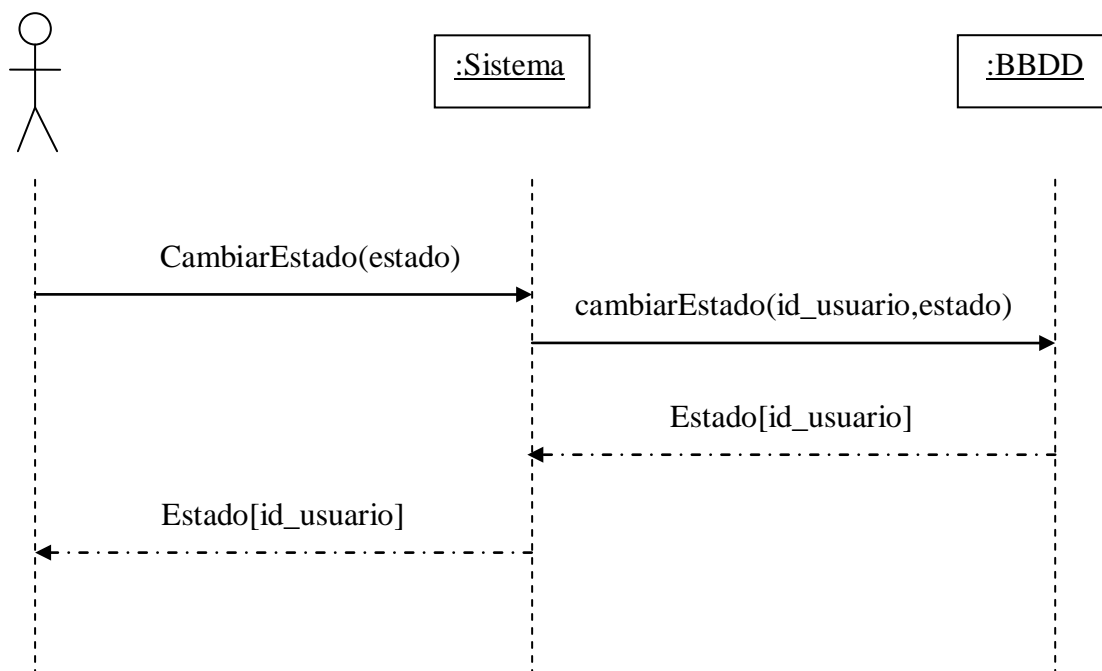 :Sistema
:BBDD
CambiarEstado(estado)
cambiarEstado(id_usuario,estado)
Estado[id_usuario]
Estado[id_usuario]